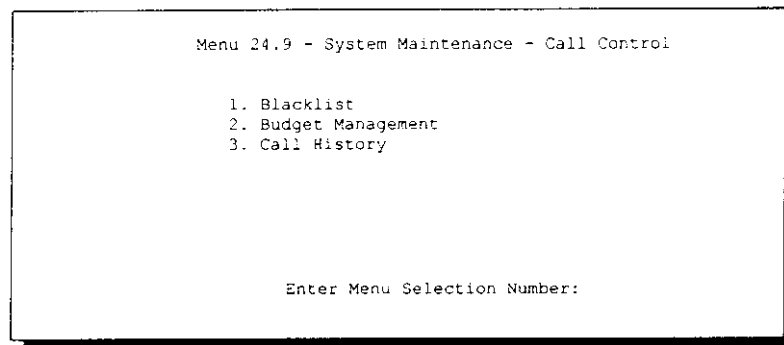 Menu 24.9 - System Maintenance - Call Control
1. Blacklist
2. Budget Management
3. Call History
Enter Menu Selection Number: